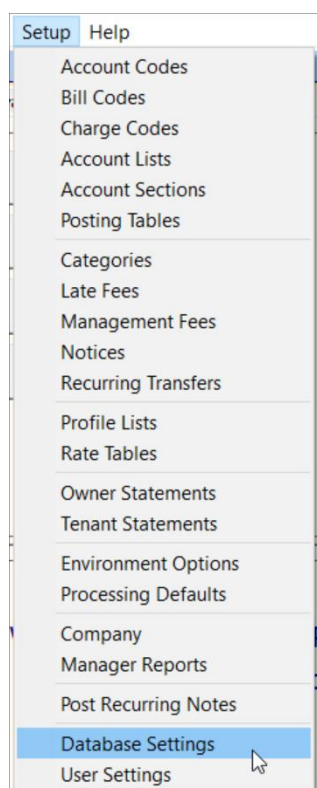 Setup Help
Account Codes
Bill Codes
Charge Codes
Account Lists
Account Sections
Posting Tables
Categories
Late Fees
Management Fees
Notices
Recurring Transfers
Profile Lists
Rate Tables
Owner Statements
Tenant Statements
Environment Options
Processing Defaults
Company
Manager Reports
Post Recurring Notes
Database Settings
User Settings